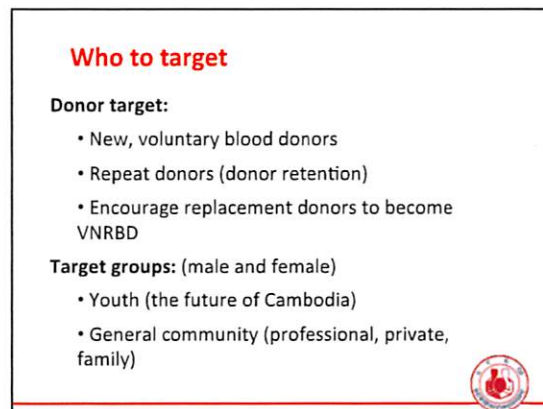 Who to target
Donor target:
• New, voluntary blood donors
• Repeat donors (donor retention)
• Encourage replacement donors to become
VNRBD
Target groups: (male and female)
• Youth (the future of Cambodia)
• General community (professional, private,
family)